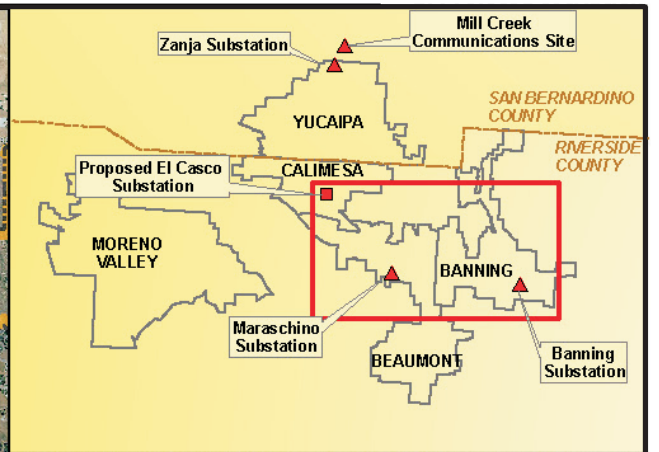 Mill Creek
Communications Site
Zanja Substation
YUCAIPA
SAN BERNARDINO
COUNTY
RIVERSIDE
COUNTY
Proposed El Casco
Substation
CALIMESA
MORENO
VALLEY
BANNING
Maraschino
Substation
BEAUMONT
Banning
Substation